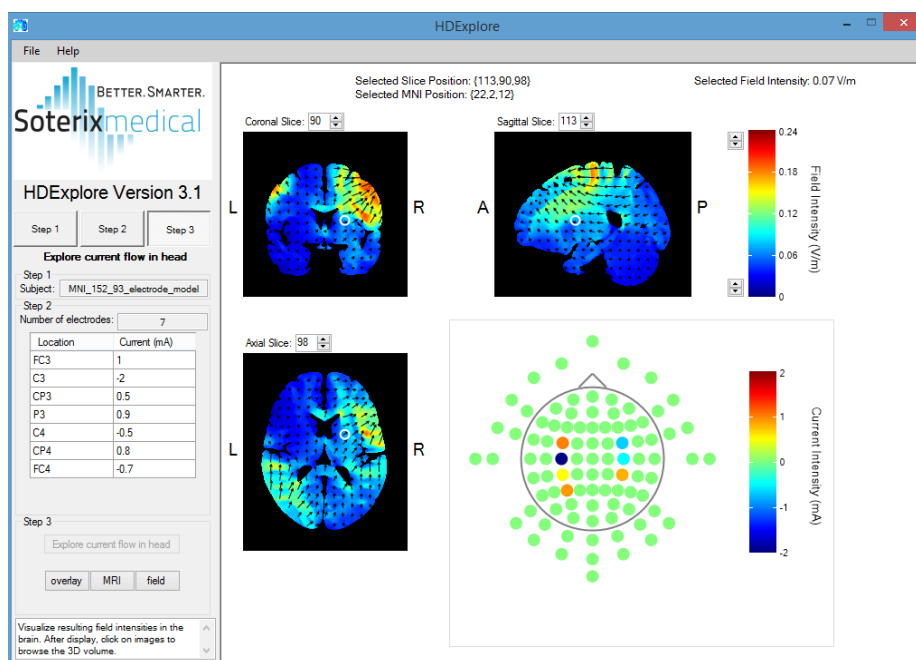 HDExplore
File Help
BETTER. SMARTER.
Soterixmedical
HDExplore Version 3.1
Step 1 Step 2 Step 3
Explore current flow in head
Step 1
Subject: MNI_152_93_electrode_model
Step 2
Number of electrodes: 7
Location Current (mA)
FC3 1
C3 -2
CP3 0.5
P3 0.9
C4 -0.5
CP4 0.8
FC4 -0.7
Step 3
Explore current flow in head
overlay MRI field
Visualize resulting field intensities in the
brain. After display, click on images to
browse the 3D volume.
Selected Slice Position: {113,90,98}
Selected MNI Position: {22,2,12}
Selected Field Intensity: 0.07 V/m
Coronal Slice: 90
L R
Sagittal Slice: 113
A P
0.24
0.18
0.12
0.06
0
Field Intensity (V/m)
Axial Slice: 98
L R
2
1
0
-1
-2
Current Intensity (mA)